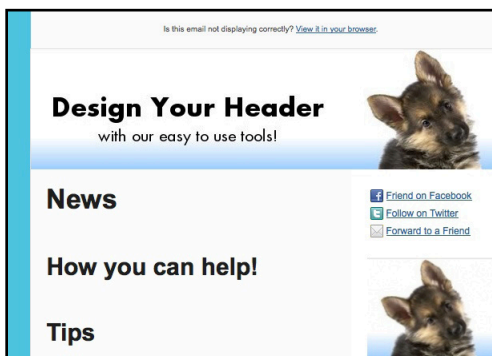 Is this email not displaying correctly? View it in your browser.
Design Your Header
with our easy to use tools!
News
Friend on Facebook
Follow on Twitter
Forward to a Friend
How you can help!
Tips